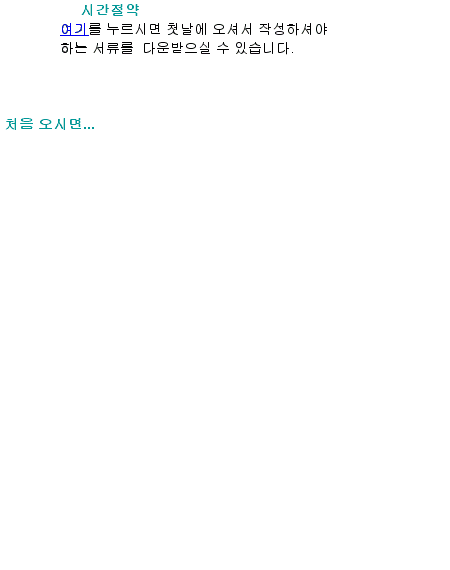 시간절약
여기를 누르시면 첫날에 오셔서 작성하셔야
하는 서류를 다운받으실 수 있습니다.
처음 오시면...